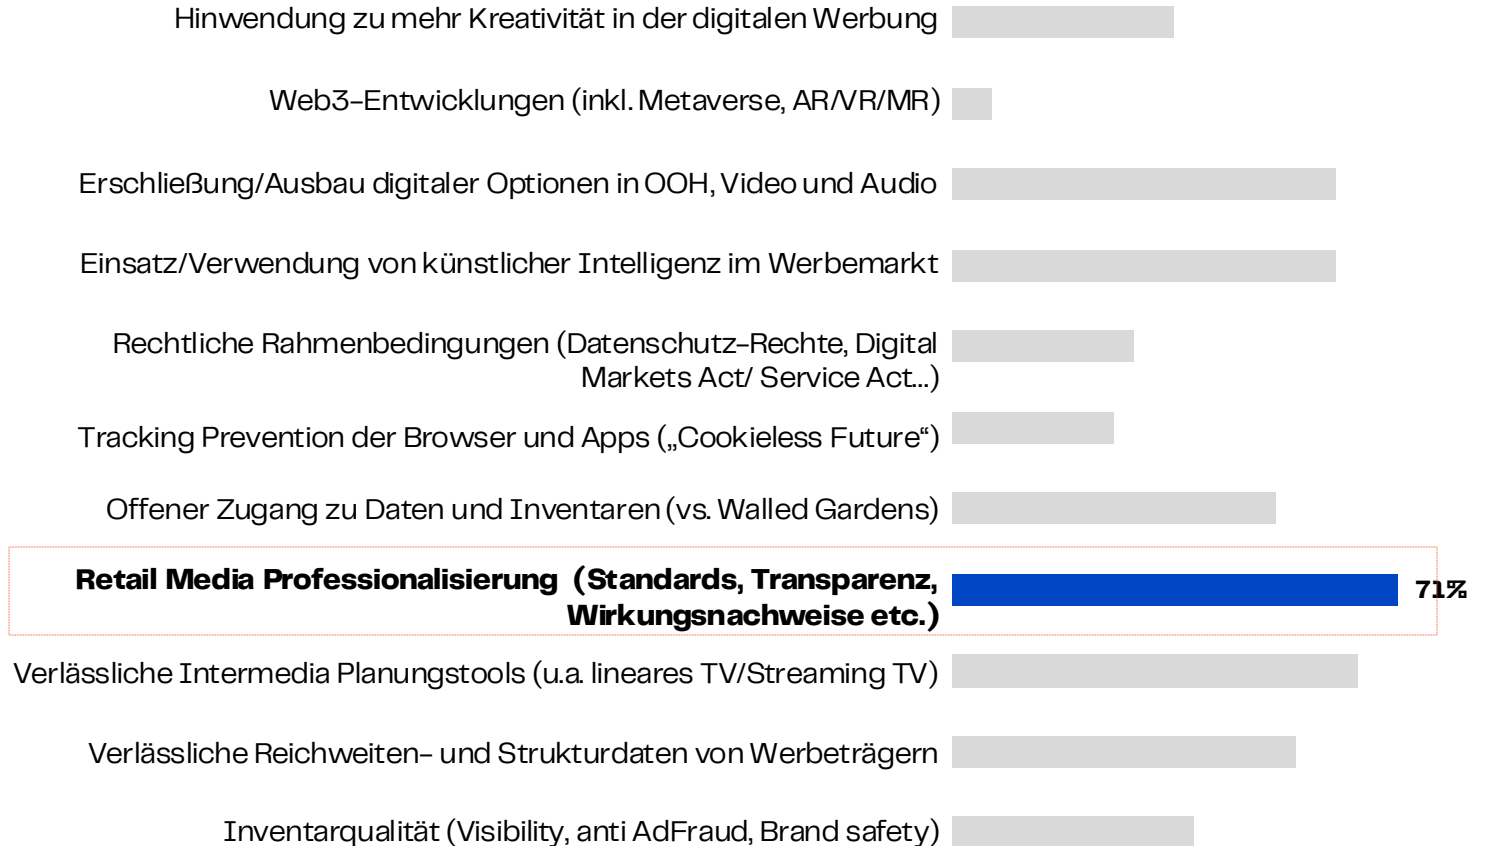 Hinwendung zu mehr Kreativität in der digitalen Werbung
Web3-Entwicklungen (inkl. Metaverse, AR/VR/MR)
Erschließung/Ausbau digitaler Optionen in OOH, Video und Audio
Einsatz/Verwendung von künstlicher Intelligenz im Werbemarkt
Rechtliche Rahmenbedingungen (Datenschutz-Rechte, Digital
Markets Act/ Service Act...)
Tracking Prevention der Browser und Apps („Cookieless Future“)
Offener Zugang zu Daten und Inventaren (vs. Walled Gardens)
Retail Media Professionalisierung (Standards, Transparenz,
Wirkungsnachweise etc.)
71%
Verlässliche Intermedia Planungstools (u.a. lineares TV/Streaming TV)
Verlässliche Reichweiten- und Strukturdaten von Werbeträgern
Inventarqualität (Visibility, anti AdFraud, Brand safety)